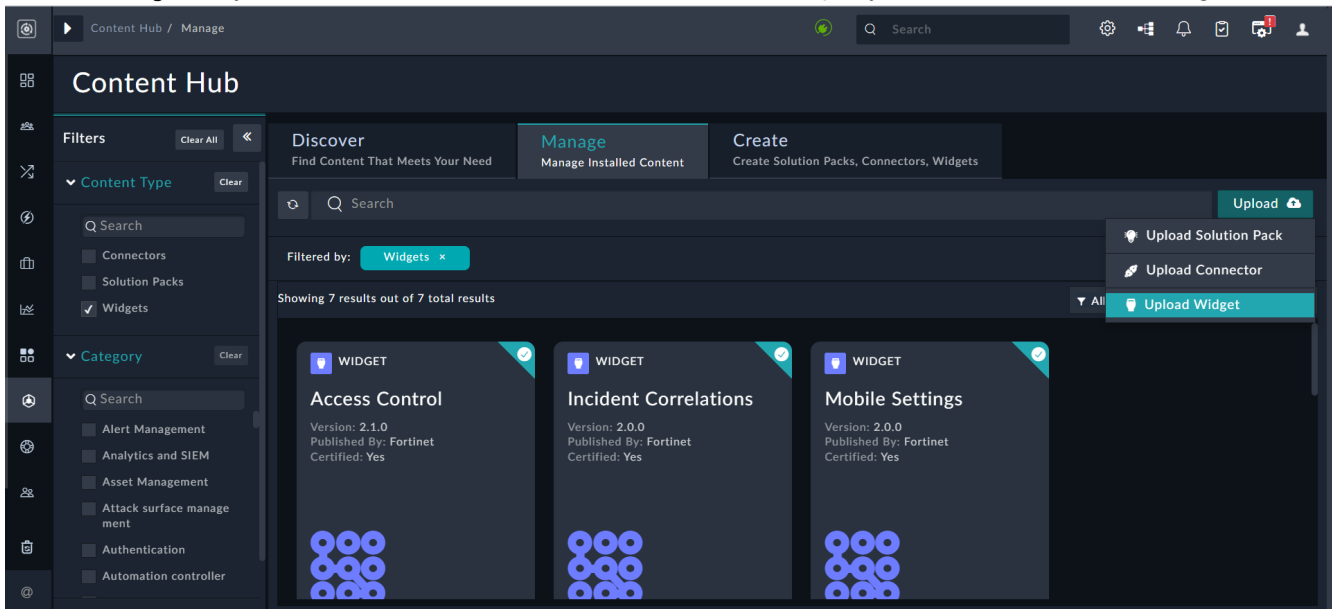 Content Hub / Manage
Search
Content Hub
Filters
Clear All
Content Type
Clear
Search
Connectors
Solution Packs
Widgets
Category
Clear
Search
Alert Management
Analytics and SIEM
Asset Management
Attack surface manage
ment
Authentication
Automation controller
@
Discover
Find Content That Meets Your Need
Manage
Manage Installed Content
Create
Create Solution Packs, Connectors, Widgets
Search
Upload
Upload Solution Pack
Upload Connector
Upload Widget
Filtered by: Widgets ×
Showing 7 results out of 7 total results
All
WIDGET
Access Control
Version: 2.1.0
Published By: Fortinet
Certified: Yes
WIDGET
Incident Correlations
Version: 2.0.0
Published By: Fortinet
Certified: Yes
WIDGET
Mobile Settings
Version: 2.0.0
Published By: Fortinet
Certified: Yes